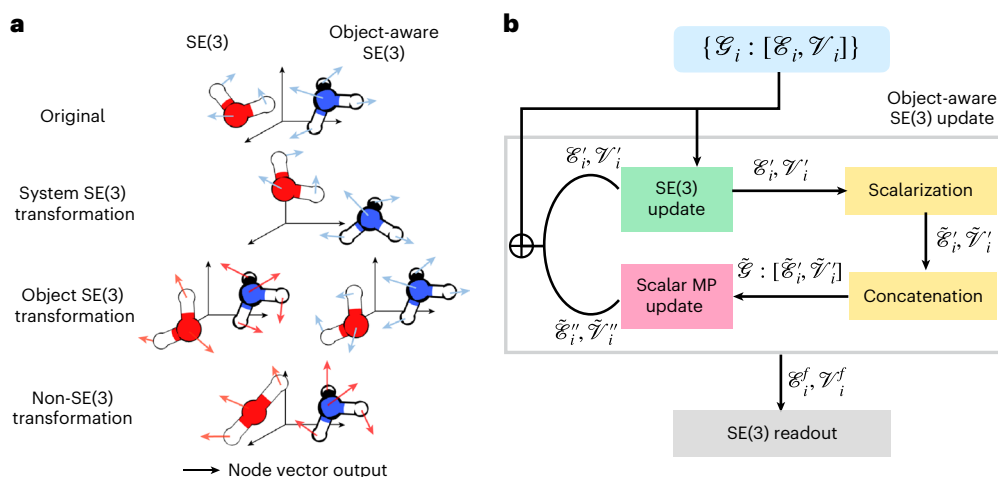 a
SE(3)
Object-aware
SE(3)
Original
System SE(3)
transformation
Object SE(3)
transformation
Non-SE(3)
transformation
Node vector output
b
{𝒢ᵢ : [ℰᵢ, 𝒱ᵢ]}
Object-aware
SE(3) update
ℰ′ᵢ, 𝒱′ᵢ
SE(3)
update
ℰ′ᵢ, 𝒱′ᵢ
Scalarization
ℰ̃′ᵢ, 𝒱̃′ᵢ
Concatenation
𝒢̃ : [ℰ̃′ᵢ, 𝒱̃′ᵢ]
Scalar MP
update
ℰ̃″ᵢ, 𝒱̃″ᵢ
ℰᵢᶠ, 𝒱ᵢᶠ
SE(3) readout